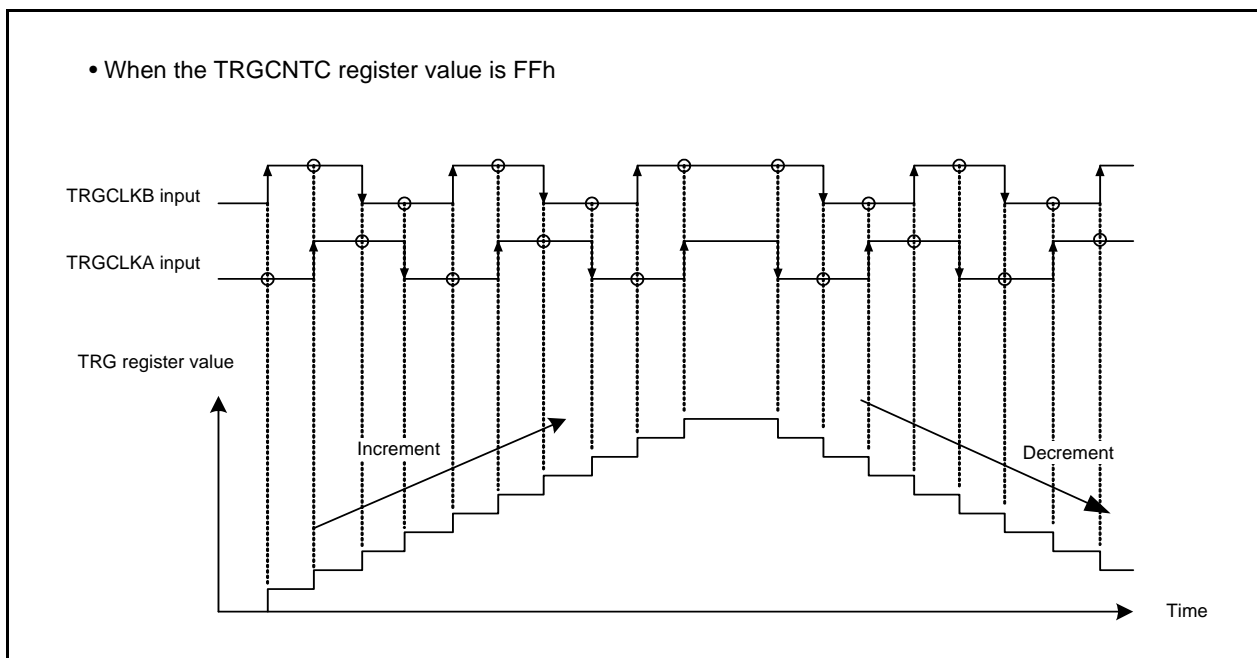 • When the TRGCNTC register value is FFh
TRGCLKB input
TRGCLKA input
TRG register value
Increment
Decrement
Time